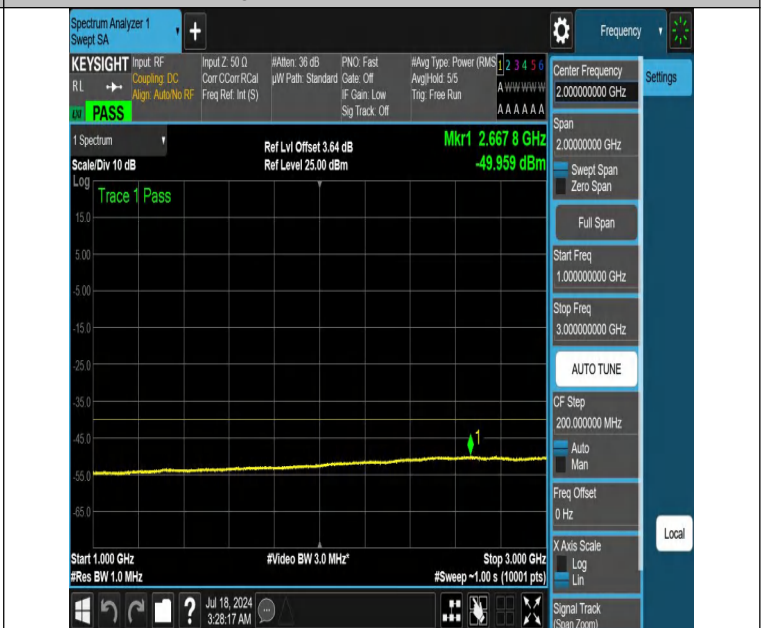 Spectrum Analyzer 1
Swept SA
+
Frequency
KEYSIGHT
RL
PASS
Input: RF
Coupling: DC
Align: Auto/No RF
Input Z: 50 Ω
Corr CCorr RCal
Freq Ref: Int (S)
#Atten: 36 dB
µW Path: Standard
PNO: Fast
Gate: Off
IF Gain: Low
Sig Track: Off
#Avg Type: Power (RMS
Avg|Hold: 5/5
Trig: Free Run
1 2 3 4 5 6
A W W W W W
A A A A A A
1 Spectrum
Scale/Div 10 dB
Ref Lvl Offset 3.64 dB
Ref Level 25.00 dBm
Mkr1 2.667 8 GHz
-49.959 dBm
Log
Trace 1 Pass
15.0
5.00
-5.00
-15.0
-25.0
-35.0
-45.0
-55.0
-65.0
1
Start 1.000 GHz
#Res BW 1.0 MHz
#Video BW 3.0 MHz*
Stop 3.000 GHz
#Sweep ~1.00 s (10001 pts)
Center Frequency
2.000000000 GHz
Span
2.00000000 GHz
Swept Span
Zero Span
Full Span
Start Freq
1.000000000 GHz
Stop Freq
3.000000000 GHz
AUTO TUNE
CF Step
200.000000 MHz
Auto
Man
Freq Offset
0 Hz
X Axis Scale
Log
Lin
Signal Track
(Span Zoom)
Settings
Local
?
Jul 18, 2024
3:28:17 AM